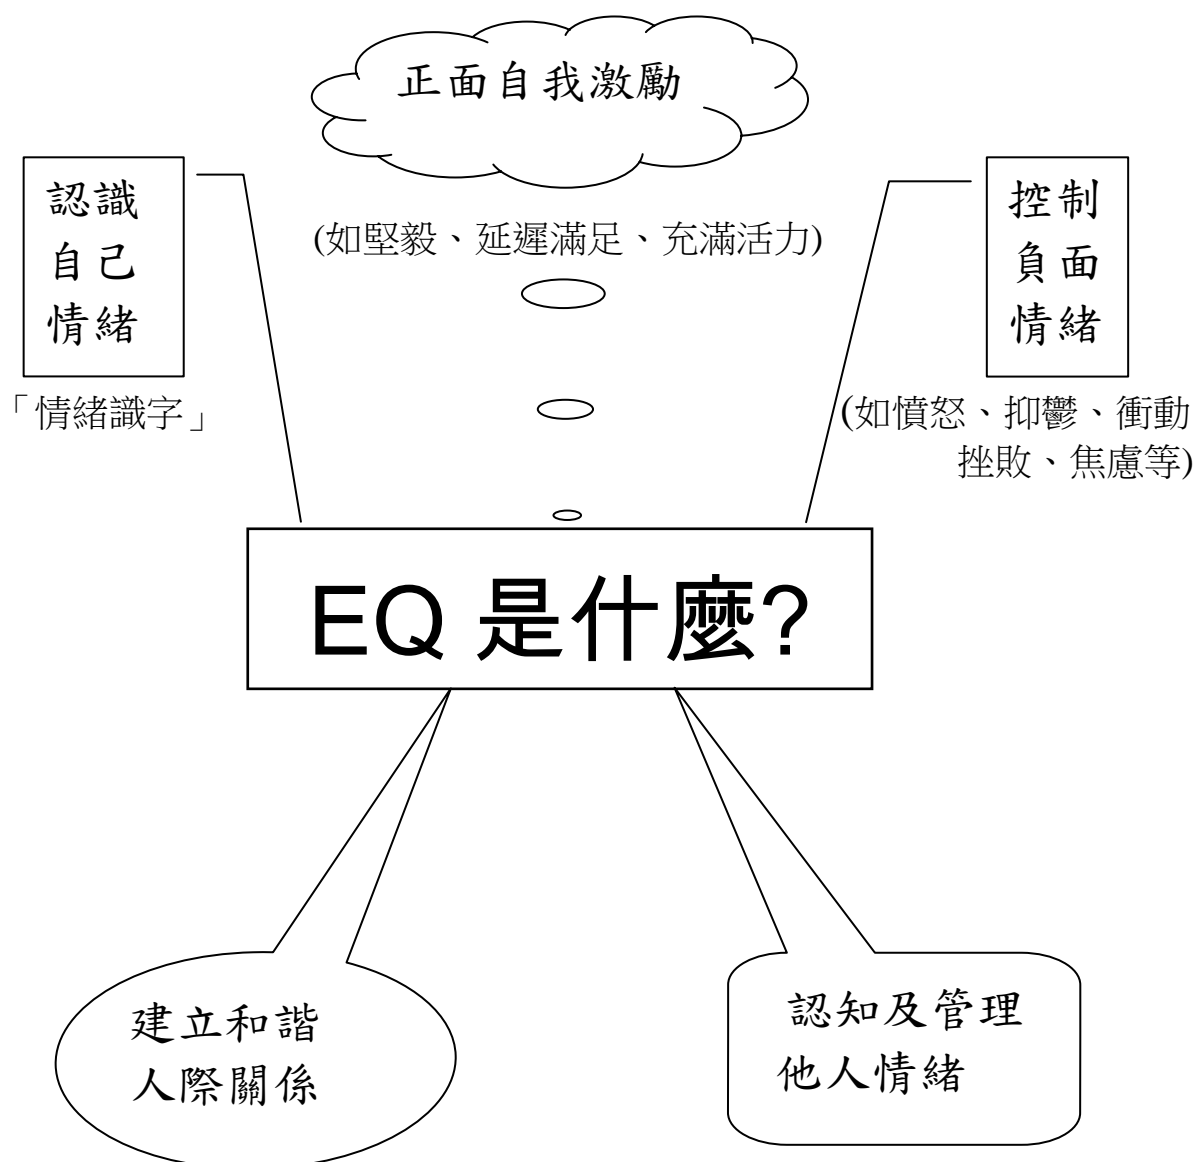 正面自我激勵
(如堅毅、延遲滿足、充滿活力)
認識
自己
情緒
「情緒識字」
控制
負面
情緒
(如憤怒、抑鬱、衝動
挫敗、焦慮等)
EQ 是什麼?
建立和諧
人際關係
認知及管理
他人情緒